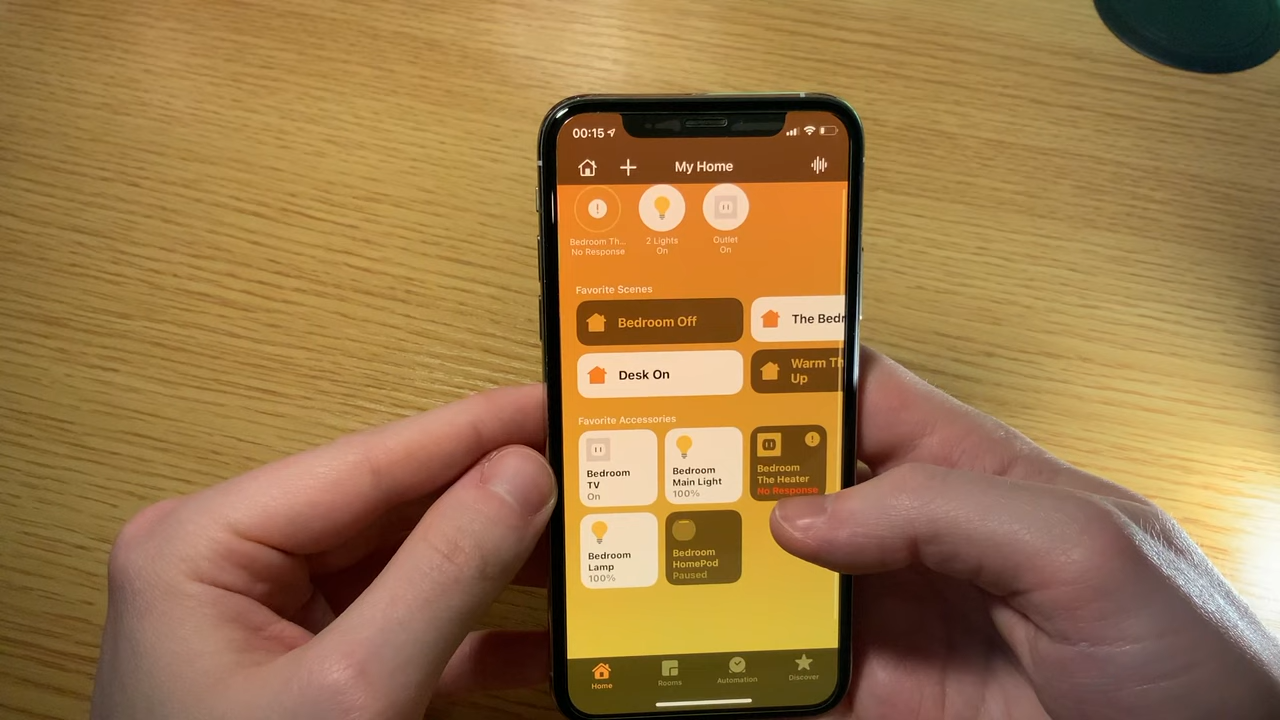 00:15
My Home
Bedroom Th...
No Response
2 Lights
On
Outlet
On
Favorite Scenes
Bedroom Off
The Bedr
Desk On
Warm Th
Up
Favorite Accessories
Bedroom
TV
On
Bedroom
Main Light
100%
Bedroom
The Heater
No Response
Bedroom
Lamp
100%
Bedroom
HomePod
Paused
Home
Rooms
Automation
Discover